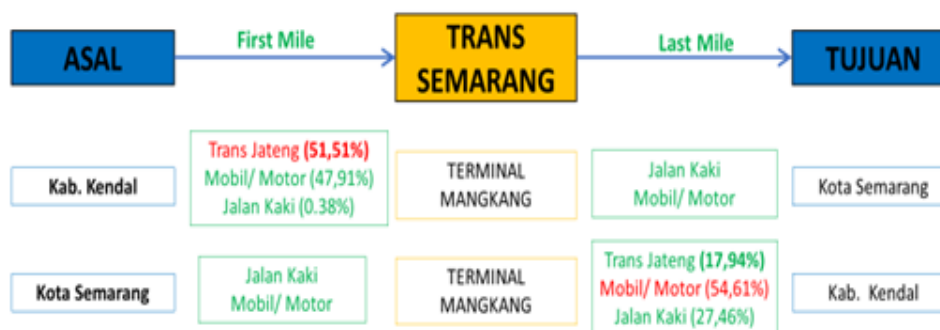 ASAL
First Mile
TRANS
SEMARANG
Last Mile
TUJUAN
Kab. Kendal
Trans Jateng (51,51%)
Mobil/ Motor (47,91%)
Jalan Kaki (0.38%)
TERMINAL
MANGKANG
Jalan Kaki
Mobil/ Motor
Kota Semarang
Kota Semarang
Jalan Kaki
Mobil/ Motor
TERMINAL
MANGKANG
Trans Jateng (17,94%)
Mobil/ Motor (54,61%)
Jalan Kaki (27,46%)
Kab. Kendal